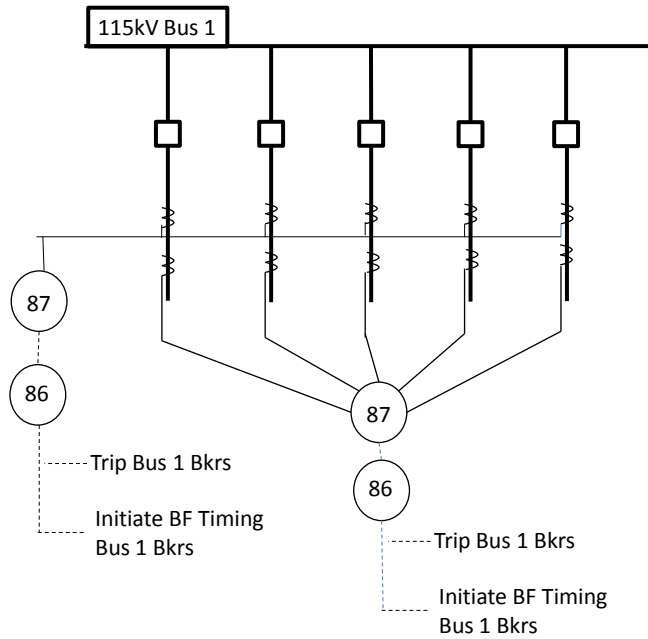 115kV Bus 1
87
86
Trip Bus 1 Bkrs
Initiate BF Timing
Bus 1 Bkrs
87
86
Trip Bus 1 Bkrs
Initiate BF Timing
Bus 1 Bkrs